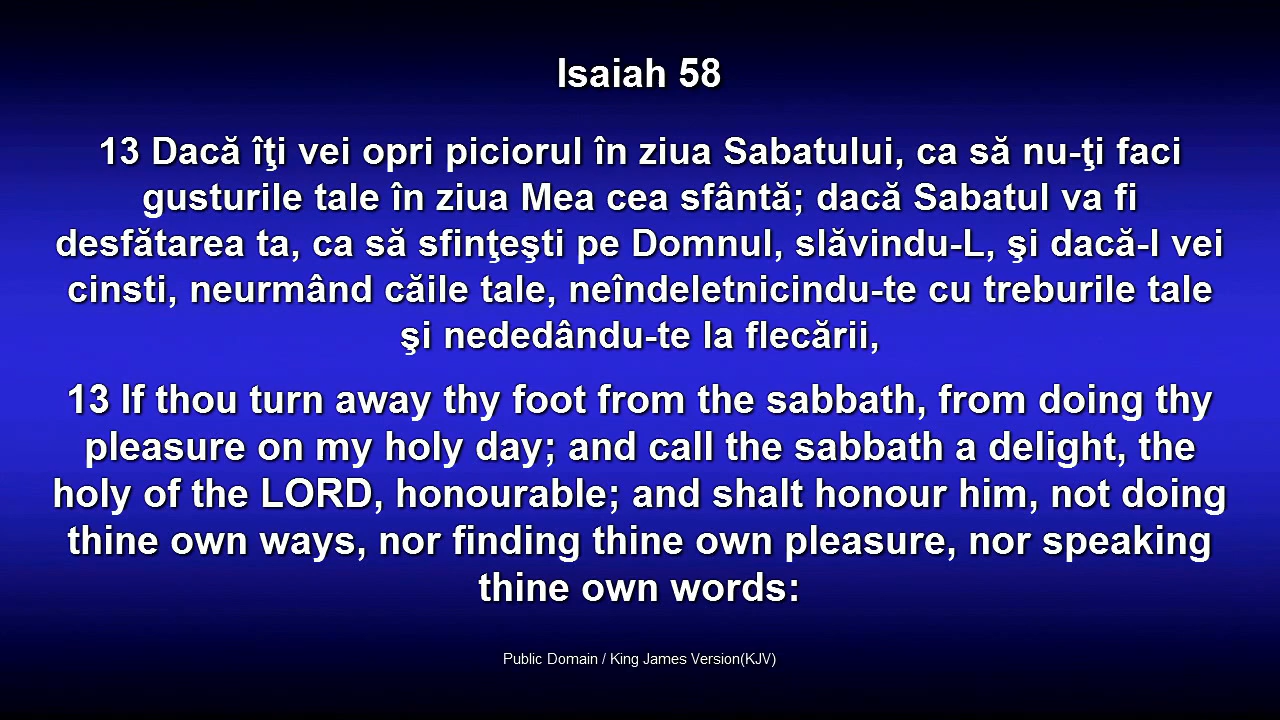 Isaiah 58
13 Dacă îţi vei opri piciorul în ziua Sabatului, ca să nu-ţi faci
gusturile tale în ziua Mea cea sfântă; dacă Sabatul va fi
desfătarea ta, ca să sfinţeşti pe Domnul, slăvindu-L, şi dacă-l vei
cinsti, neurmând căile tale, neîndeletnicindu-te cu treburile tale
şi nededându-te la flecării,
13 If thou turn away thy foot from the sabbath, from doing thy
pleasure on my holy day; and call the sabbath a delight, the
holy of the LORD, honourable; and shalt honour him, not doing
thine own ways, nor finding thine own pleasure, nor speaking
thine own words:
Public Domain / King James Version(KJV)